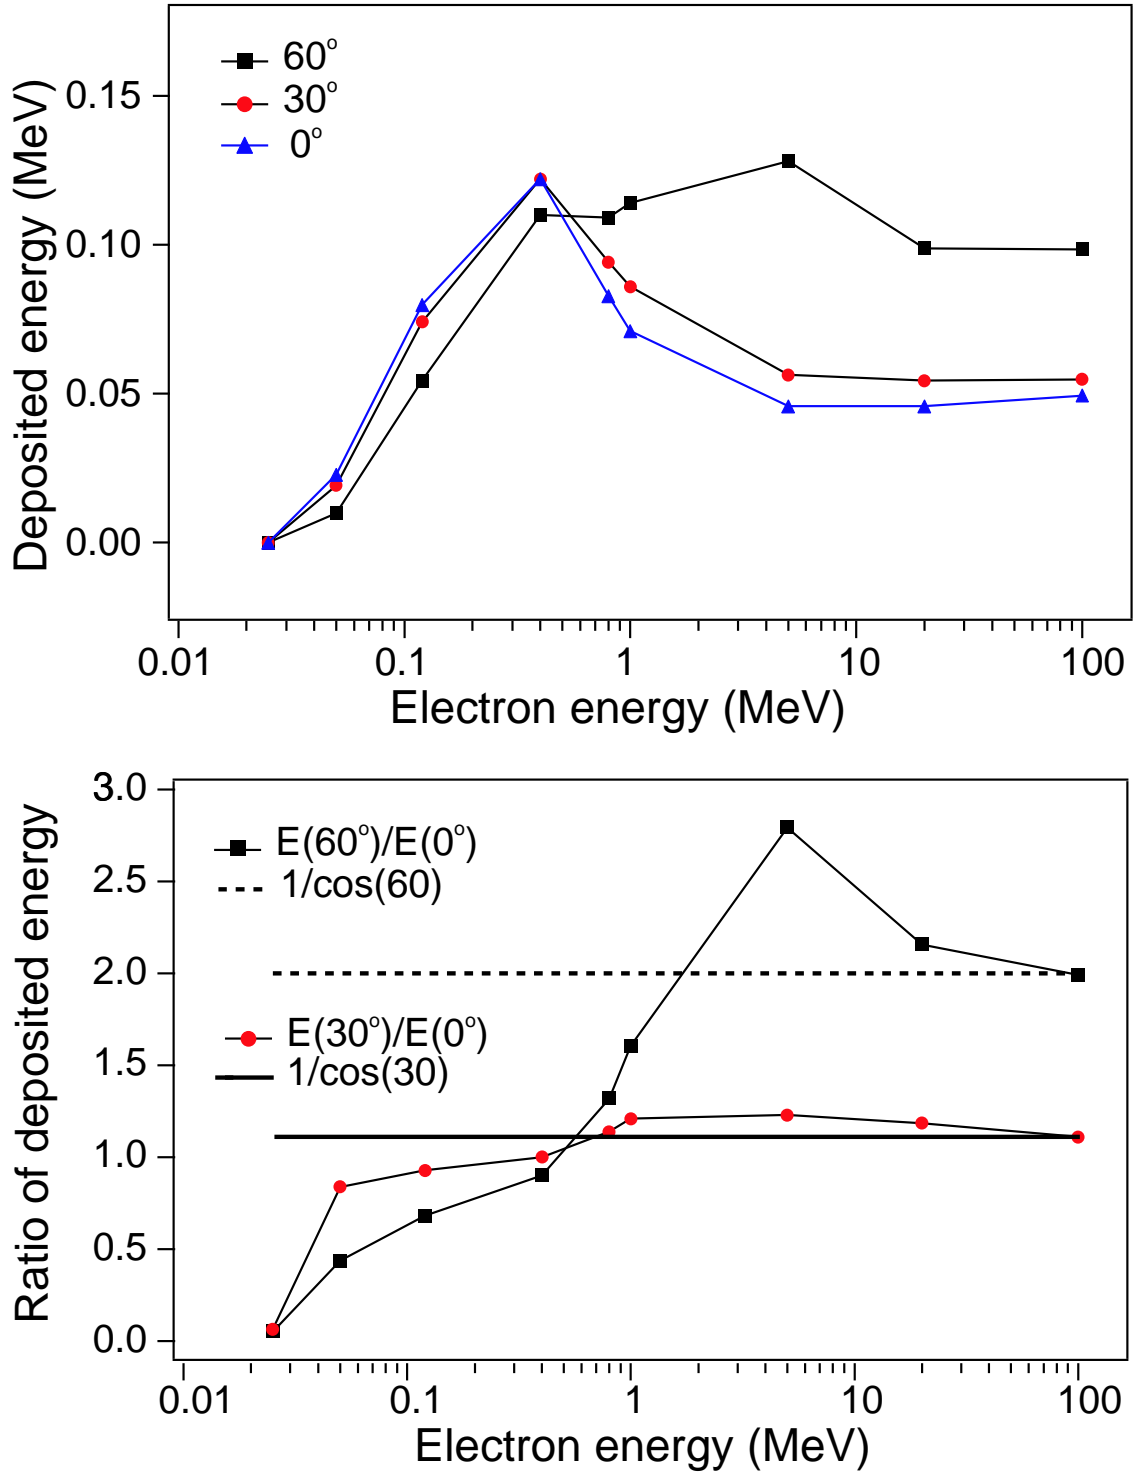 60°
30°
0°
0.15
0.10
0.05
0.00
Deposited energy (MeV)
0.01 0.1 1 10 100
Electron energy (MeV)
3.0
2.5
2.0
1.5
1.0
0.5
0.0
Ratio of deposited energy
E(60°)/E(0°)
1/cos(60)
E(30°)/E(0°)
1/cos(30)
0.01 0.1 1 10 100
Electron energy (MeV)